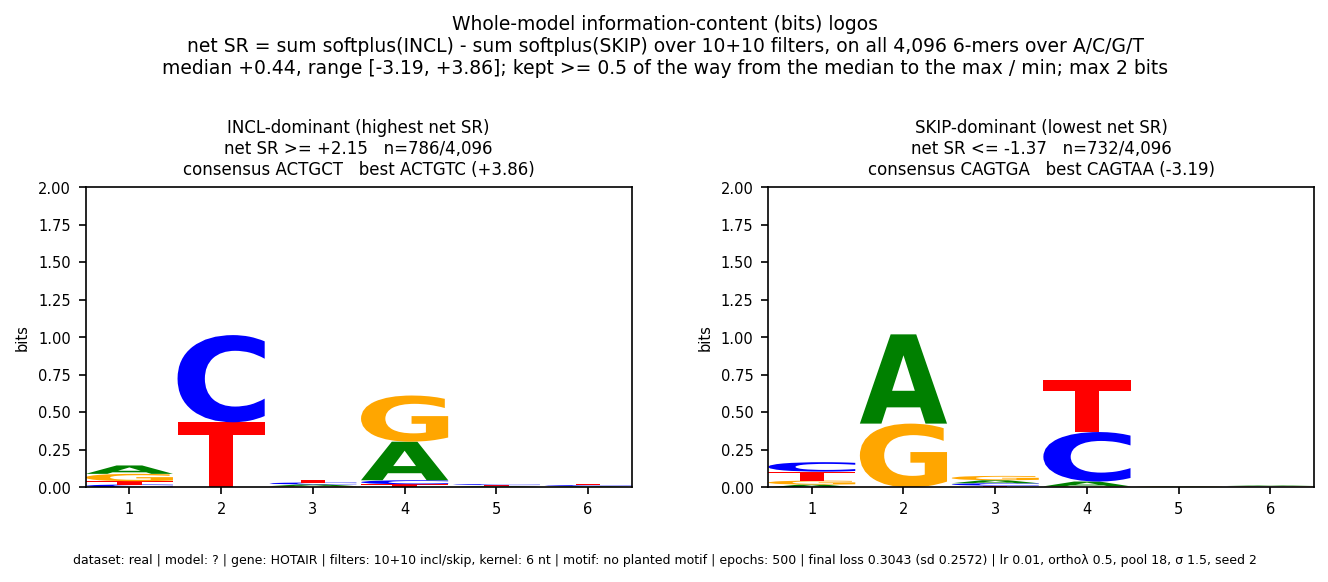 Whole-model information-content (bits) logos
net SR = sum softplus(INCL) - sum softplus(SKIP) over 10+10 filters, on all 4,096 6-mers over A/C/G/T
median +0.44, range [-3.19, +3.86]; kept >= 0.5 of the way from the median to the max / min; max 2 bits
INCL-dominant (highest net SR)
net SR >= +2.15   n=786/4,096
consensus ACTGCT   best ACTGTC (+3.86)
2.00
1.75
1.50
1.25
1.00
0.75
0.50
0.25
0.00
bits
C
T
A
G
T
G
A
1 2 3 4 5 6
SKIP-dominant (lowest net SR)
net SR <= -1.37   n=732/4,096
consensus CAGTGA   best CAGTAA (-3.19)
2.00
1.75
1.50
1.25
1.00
0.75
0.50
0.25
0.00
bits
C
T
G
A
G
T
C
A
1 2 3 4 5 6
dataset: real | model: ? | gene: HOTAIR | filters: 10+10 incl/skip, kernel: 6 nt | motif: no planted motif | epochs: 500 | final loss 0.3043 (sd 0.2572) | lr 0.01, orthoλ 0.5, pool 18, σ 1.5, seed 2